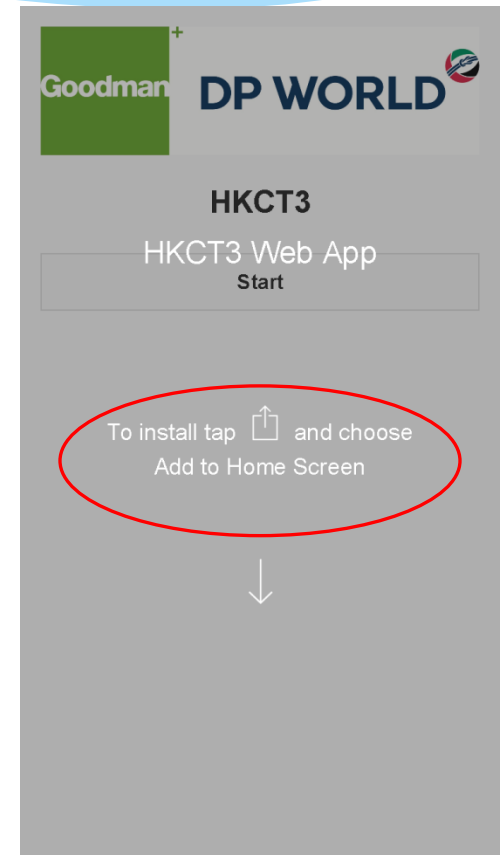 Goodman+
DP WORLD
HKCT3
HKCT3 Web App
Start
To install tap and choose
Add to Home Screen